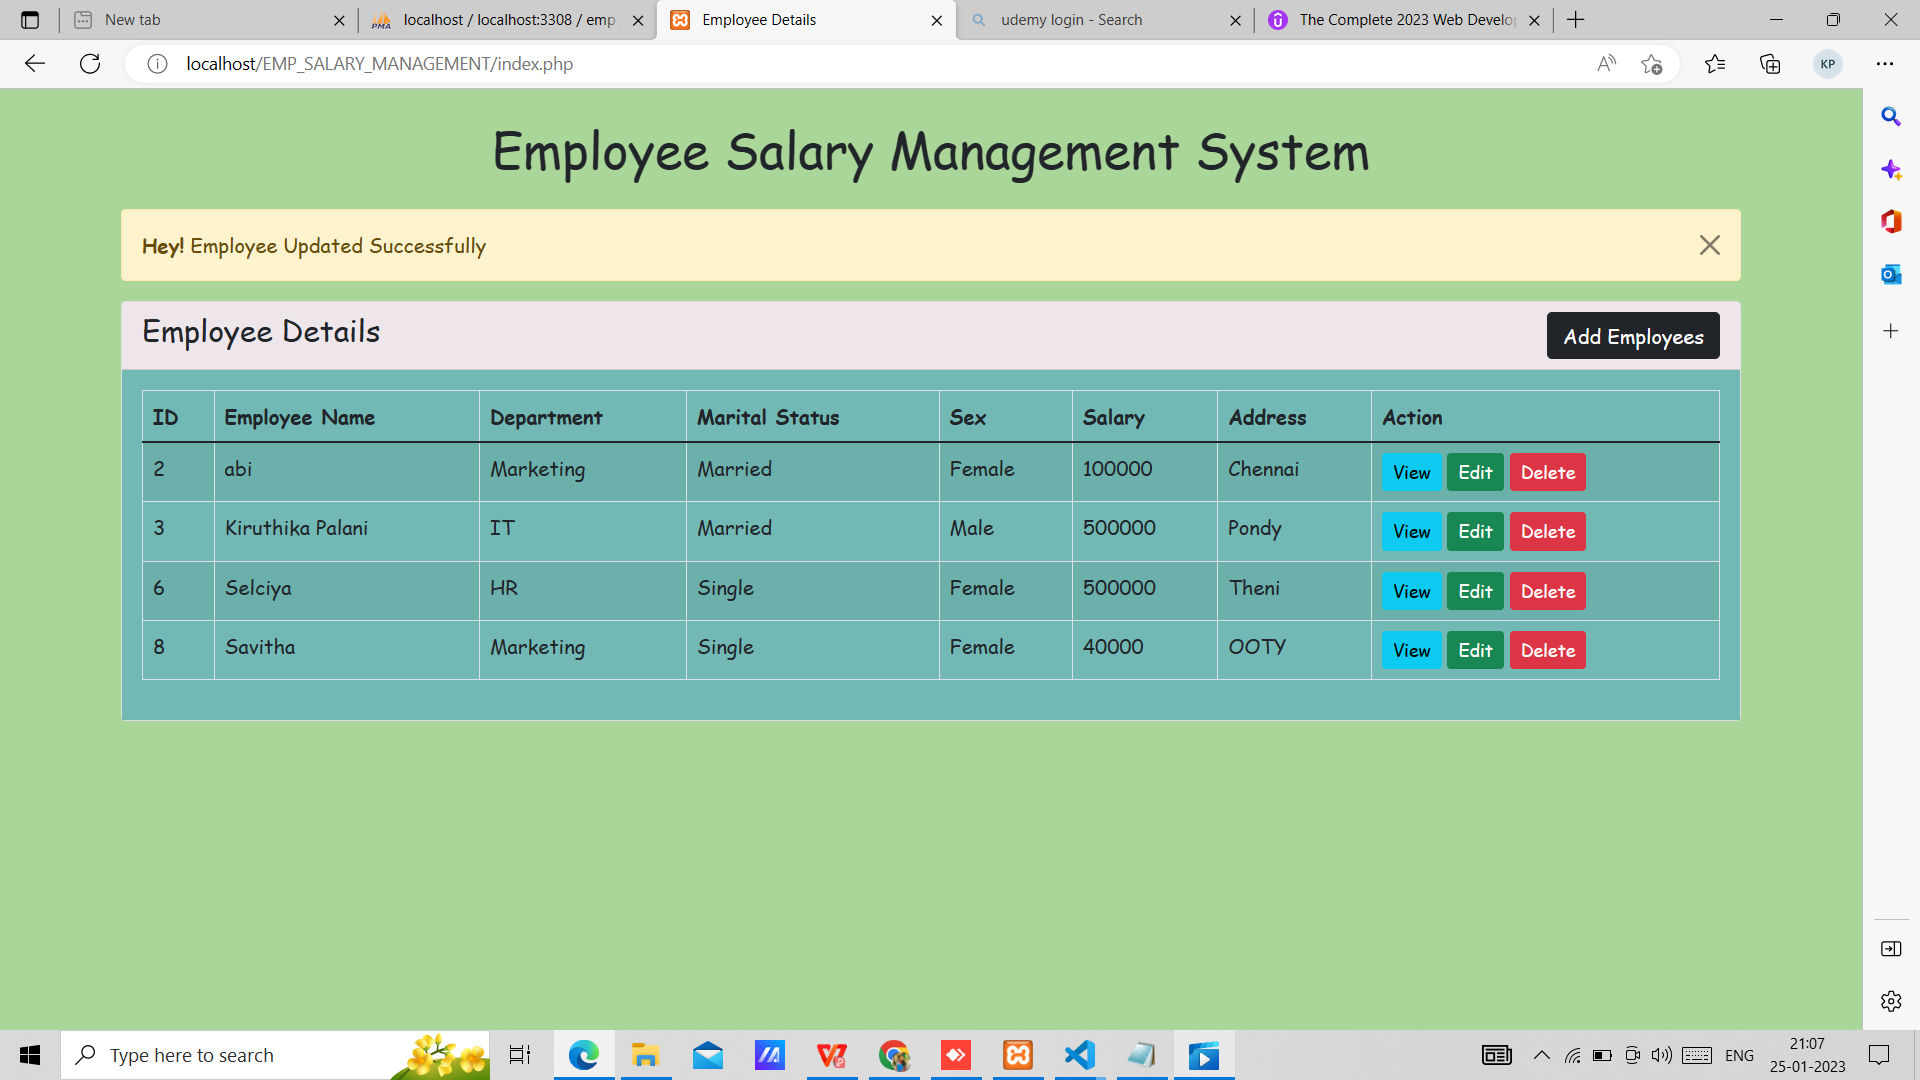 New tab
localhost / localhost:3308 / emp
Employee Details
udemy login - Search
The Complete 2023 Web Develo
localhost/EMP_SALARY_MANAGEMENT/index.php
KP
Employee Salary Management System
Hey! Employee Updated Successfully
Employee Details
Add Employees
ID Employee Name Department Marital Status Sex Salary Address Action
2 abi Marketing Married Female 100000 Chennai View Edit Delete
3 Kiruthika Palani IT Married Male 500000 Pondy View Edit Delete
6 Selciya HR Single Female 500000 Theni View Edit Delete
8 Savitha Marketing Single Female 40000 OOTY View Edit Delete
Type here to search
ENG
21:07
25-01-2023